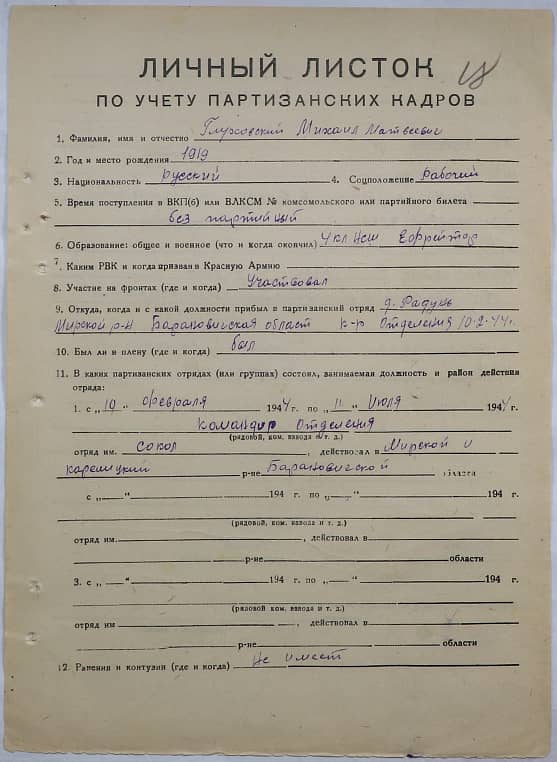 ЛИЧНЫЙ ЛИСТОК 18
ПО УЧЕТУ ПАРТИЗАНСКИХ КАДРОВ
1. Фамилия, имя и отчество Глуховский Михаил Матвеевич
2. Год и место рождения 1919
3. Национальность русский 4. Соцположение рабочий
5. Время поступления в ВКП(б) или ВЛКСМ № комсомольского или партийного билета
без партийный
6. Образование: общее и военное (что и когда окончил) 4 кл НСШ Ефрейтор
7. Каким РВК и когда призван в Красную Армию
8. Участие на фронтах (где и когда) Участвовал
9. Откуда, когда и с какой должности прибыл в партизанский отряд д. Радунь
Мирской р-н Барановичская област к-р Отделения 10.2.44 г.
10. Был ли в плену (где и когда) был
11. В каких партизанских отрядах (или группах) состоял, занимаемая должность и район действия
отряда:
1. с „10" февраля 1944 г. по „11" Июля 1944 г.
командир Отделения
(рядовой, ком. взвода и т. д.)
отряд им. Сокол, действовал в Мирской и
карелицкий р-не Барановичской области
с „ " 194 г. по „ " 194 г.
(рядовой, ком. взвода и т. д.)
отряд им. , действовал в
р-не области
3. с „ " 194 г. по „ " 194 г.
(рядовой, ком. взвода и т. д.)
отряд им , действовал в
р-не области
12. Ранения и контузии (где и когда) Не имеет